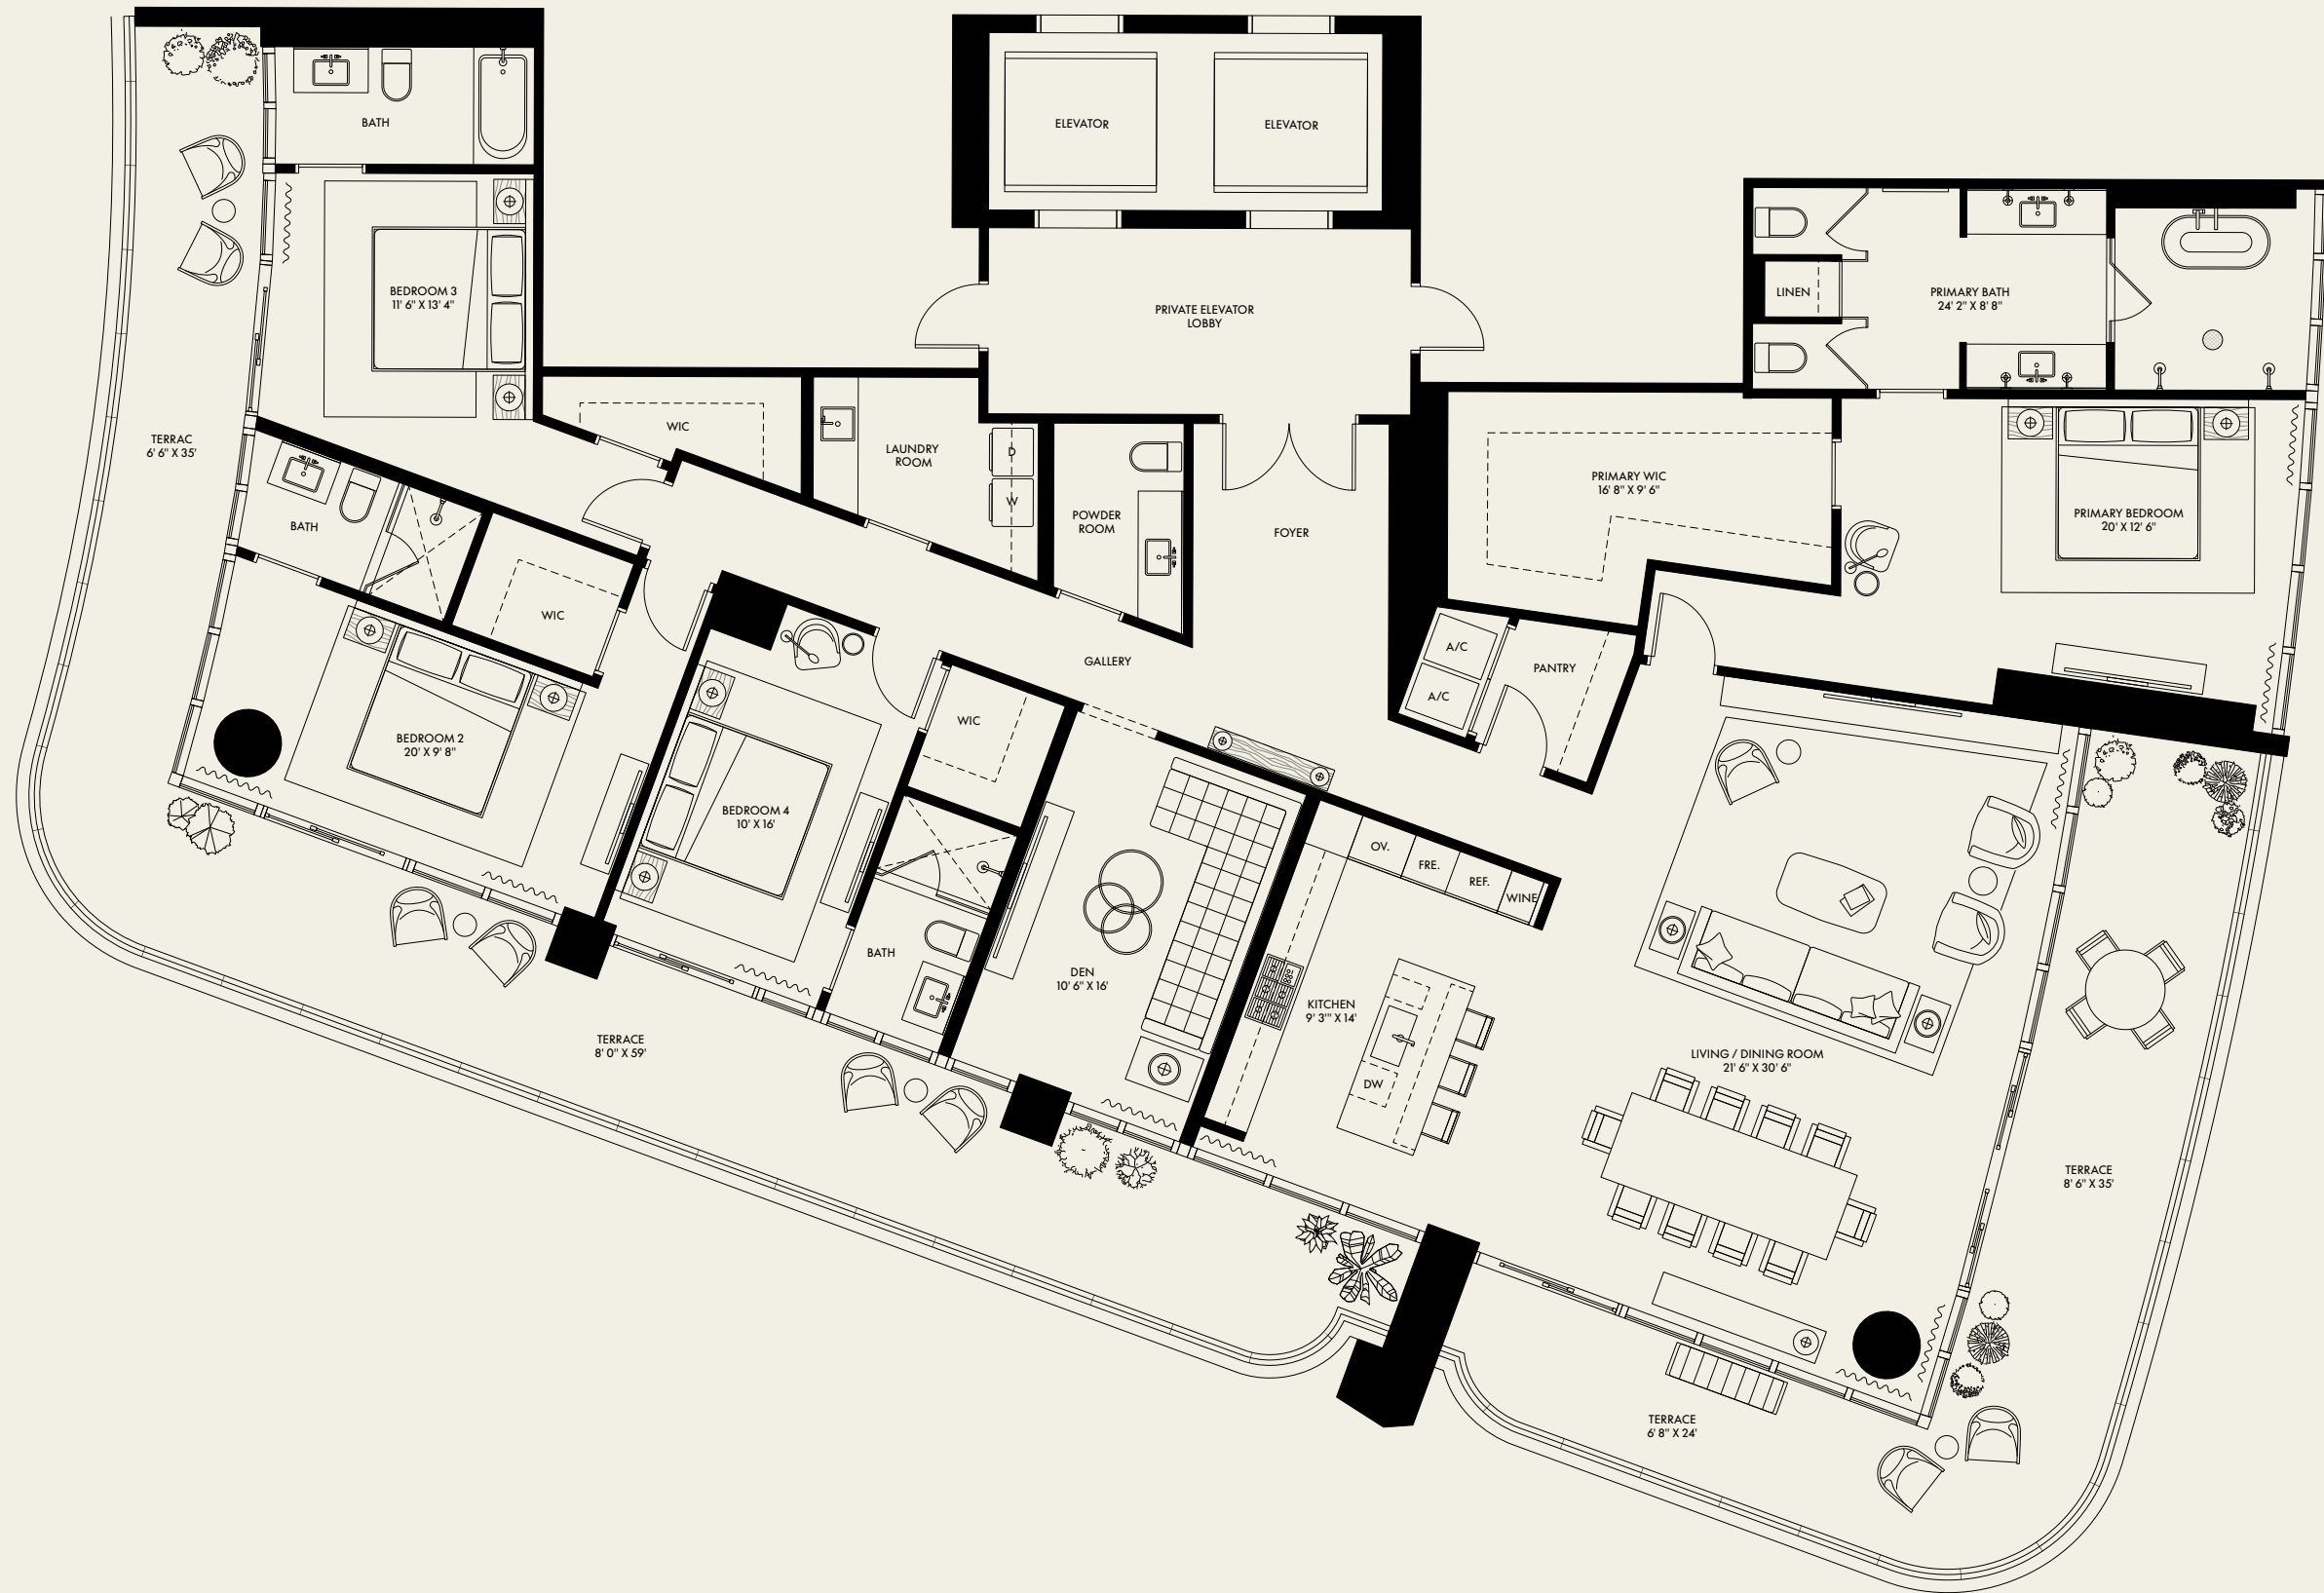 BATH
ELEVATOR
ELEVATOR
BEDROOM 3
11' 6" X 13' 4"
PRIVATE ELEVATOR
LOBBY
LINEN
PRIMARY BATH
24' 2" X 8' 8"
TERRAC
6' 6" X 35'
WIC
LAUNDRY
ROOM
D
W
POWDER
ROOM
FOYER
PRIMARY WIC
16' 8" X 9' 6"
PRIMARY BEDROOM
20' X 12' 6"
BATH
WIC
GALLERY
A/C
A/C
PANTRY
BEDROOM 2
20' X 9' 8"
WIC
BEDROOM 4
10' X 16'
OV.
FRE.
REF.
WINE
BATH
DEN
10' 6" X 16'
KITCHEN
9' 3'" X 14'
DW
TERRACE
8' 0" X 59'
LIVING / DINING ROOM
21' 6" X 30' 6"
TERRACE
8' 6" X 35'
TERRACE
6' 8" X 24'